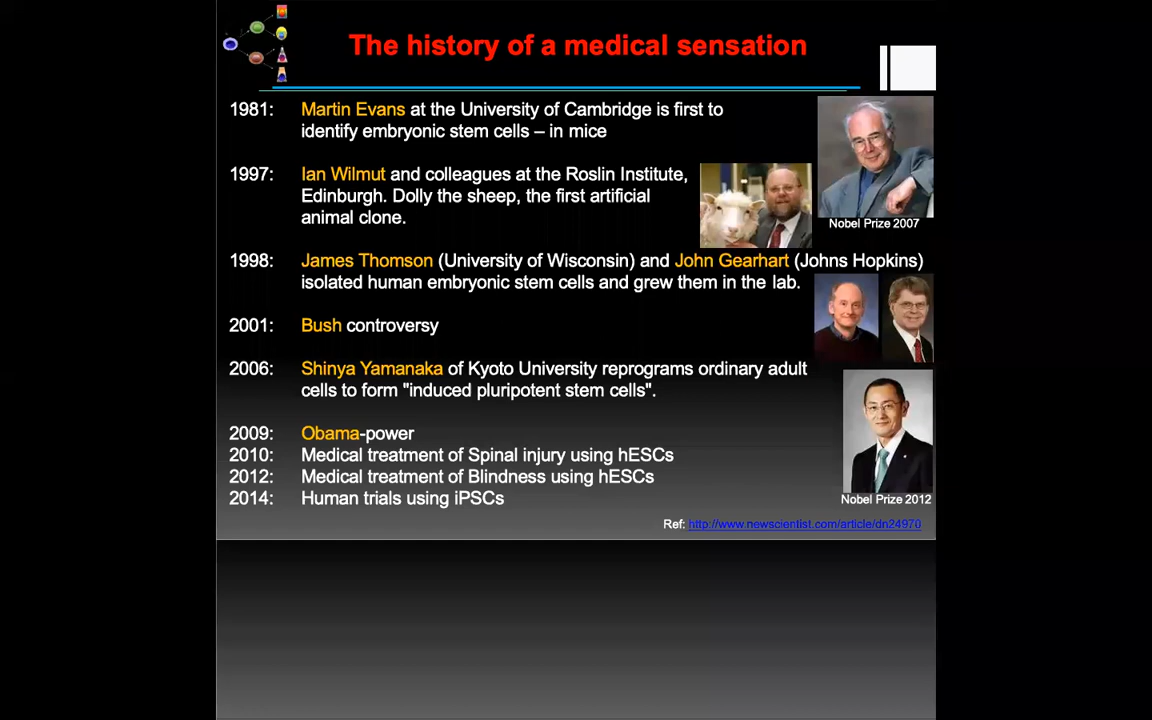 The history of a medical sensation
1981: Martin Evans at the University of Cambridge is first to
identify embryonic stem cells – in mice
1997: Ian Wilmut and colleagues at the Roslin Institute,
Edinburgh. Dolly the sheep, the first artificial
animal clone.
Nobel Prize 2007
1998: James Thomson (University of Wisconsin) and John Gearhart (Johns Hopkins)
isolated human embryonic stem cells and grew them in the lab.
2001: Bush controversy
2006: Shinya Yamanaka of Kyoto University reprograms ordinary adult
cells to form "induced pluripotent stem cells".
2009: Obama-power
2010: Medical treatment of Spinal injury using hESCs
2012: Medical treatment of Blindness using hESCs
2014: Human trials using iPSCs
Nobel Prize 2012
Ref: http://www.newscientist.com/article/dn24970